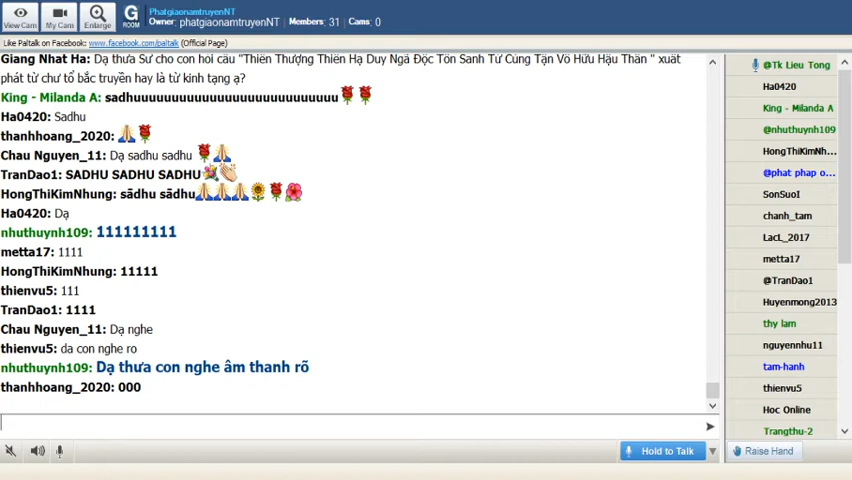 View Cam
My Cam
Enlarge
G
ROOM
PhatgiaonamtruyenNT
Owner: phatgiaonamtruyenNT Members: 31 Cams: 0
Like Paltalk on Facebook: www.facebook.com/paltalk (Official Page)
Giang Nhat Ha: Dạ thưa Sư cho con hỏi câu "Thiên Thượng Thiên Hạ Duy Ngã Độc Tôn Sanh Tử Cùng Tận Vô Hữu Hậu Thân " xuất
phát từ chư tổ bắc truyền hay là từ kinh tạng ạ?
King - Milanda A: sadhuuuuuuuuuuuuuuuuuuuuuuuuuuu
Ha0420: Sadhu
thanhhoang_2020:
Chau Nguyen_11: Dạ sadhu sadhu
TranDao1: SADHU SADHU SADHU
HongThiKimNhung: sādhu sādhu
Ha0420: Dạ
nhuthuynh109: 111111111
metta17: 1111
HongThiKimNhung: 11111
thienvu5: 111
TranDao1: 1111
Chau Nguyen_11: Dạ nghe
thienvu5: da con nghe ro
nhuthuynh109: Dạ thưa con nghe âm thanh rõ
thanhhoang_2020: 000
Hold to Talk
@Tk Lieu Tong
Ha0420
King - Milanda A
@nhuthuynh109
HongThiKimNh...
@phat phap o...
SonSuoI
chanh_tam
LacL_2017
metta17
@TranDao1
Huyenmong2013
thy lam
nguyennhu11
tam-hanh
thienvu5
Hoc Online
Trangthu-2
Raise Hand